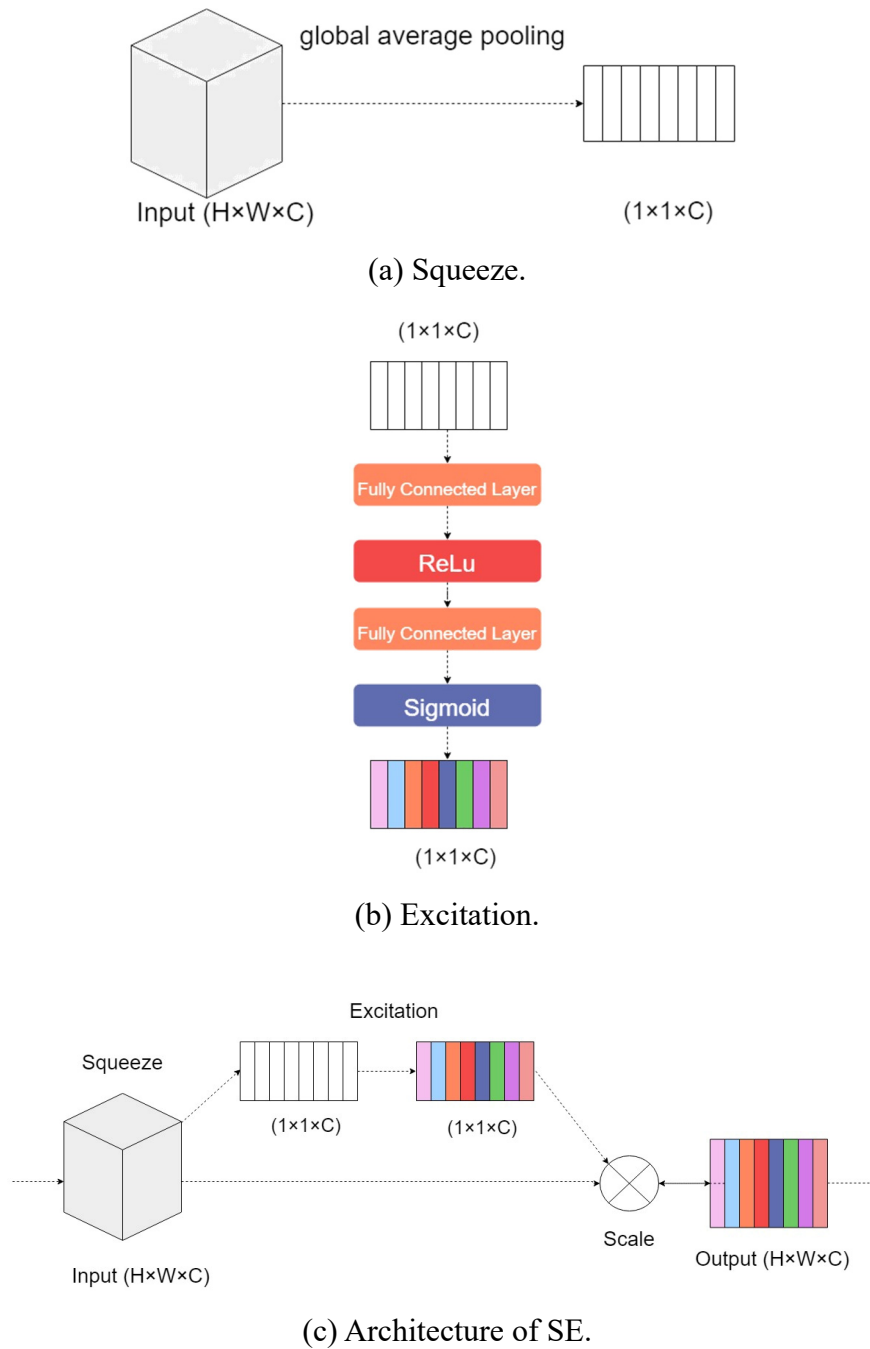 global average pooling
Input (H×W×C)
(1×1×C)
(a) Squeeze.
(1×1×C)
Fully Connected Layer
ReLu
Fully Connected Layer
Sigmoid
(1×1×C)
(b) Excitation.
Excitation
Squeeze
(1×1×C)
(1×1×C)
Scale
Output (H×W×C)
Input (H×W×C)
(c) Architecture of SE.